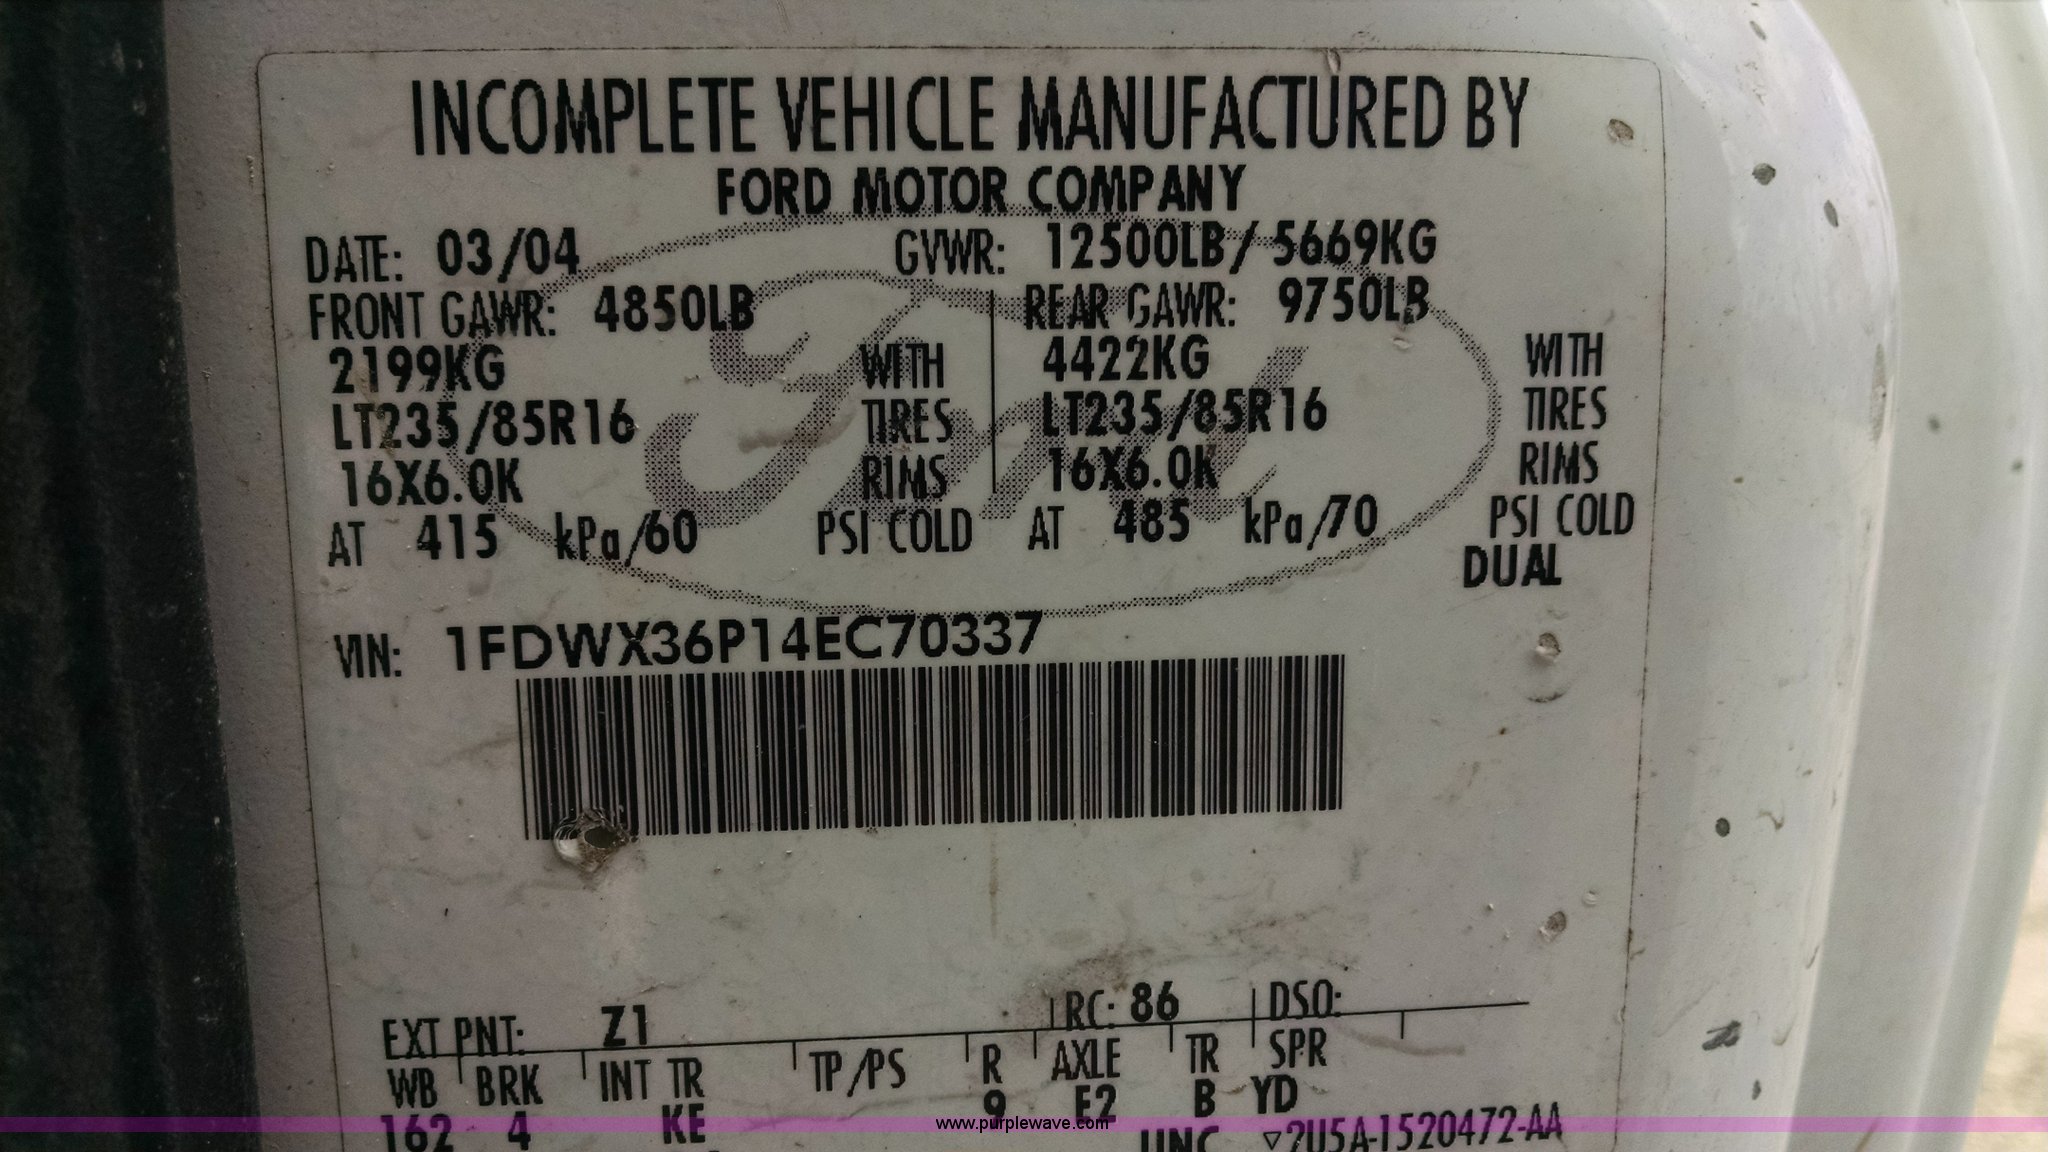 INCOMPLETE VEHICLE MANUFACTURED BY
FORD MOTOR COMPANY
DATE: 03/04 GVWR: 12500LB/ 5669KG
FRONT GAWR: 4850LB REAR GAWR: 9750LB
2199KG WITH 4422KG WITH
LT235/85R16 TIRES LT235/85R16 TIRES
16X6.0K RIMS 16X6.0K RIMS
AT 415 kPa/60 PSI COLD AT 485 kPa/70 PSI COLD
DUAL
Ford
VIN: 1FDWX36P14EC70337
EXT PNT: Z1 RC: 86 DSO:
WB BRK INT TR TP/PS R AXLE TR SPR
162 4 KE 9 E2 B YD
UNC ▽2U5A-1520472-AA
www.purplewave.com